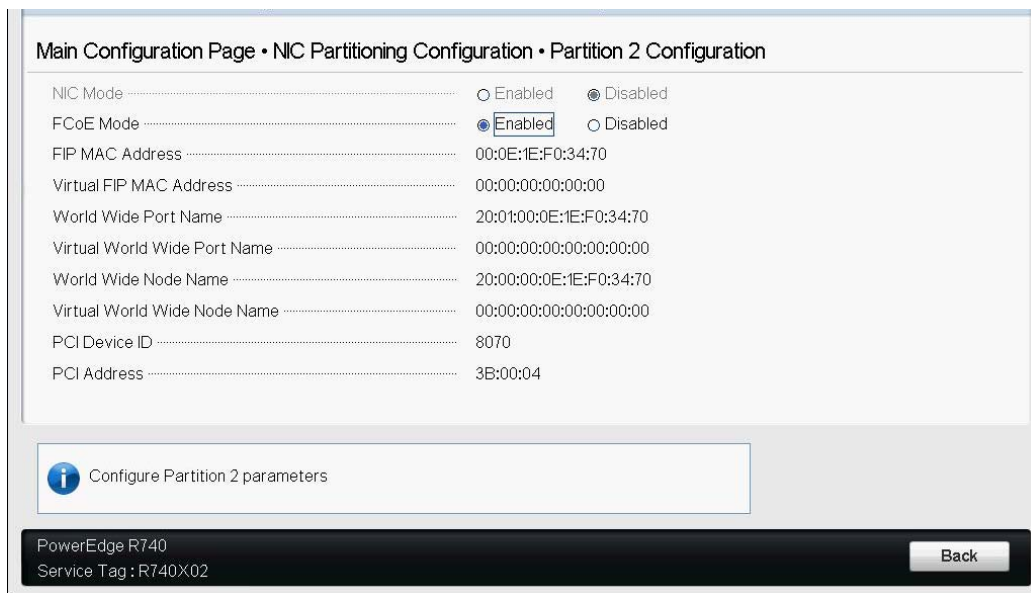 Main Configuration Page • NIC Partitioning Configuration • Partition 2 Configuration
NIC Mode Enabled Disabled
FCoE Mode Enabled Disabled
FIP MAC Address 00:0E:1E:F0:34:70
Virtual FIP MAC Address 00:00:00:00:00:00
World Wide Port Name 20:01:00:0E:1E:F0:34:70
Virtual World Wide Port Name 00:00:00:00:00:00:00:00
World Wide Node Name 20:00:00:0E:1E:F0:34:70
Virtual World Wide Node Name 00:00:00:00:00:00:00:00
PCI Device ID 8070
PCI Address 3B:00:04
Configure Partition 2 parameters
PowerEdge R740
Service Tag : R740X02
Back